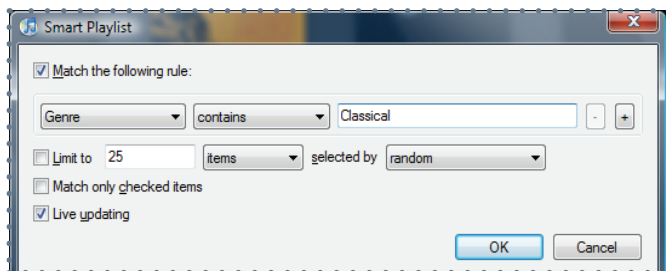 Smart Playlist
Match the following rule:
Genre contains Classical - +
Limit to 25 items selected by random
Match only checked items
Live updating
OK Cancel